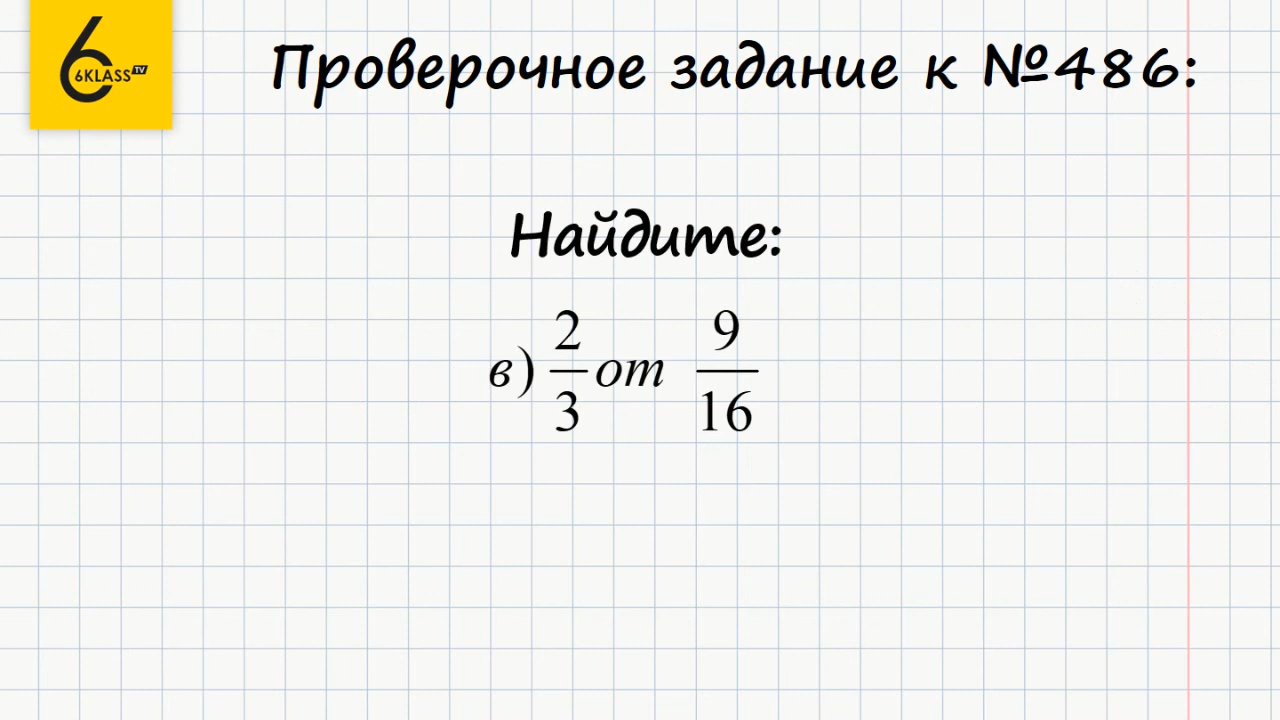 6KLASS TV
Проверочное задание к №486:
Найдите:
в) 2/3 от 9/16